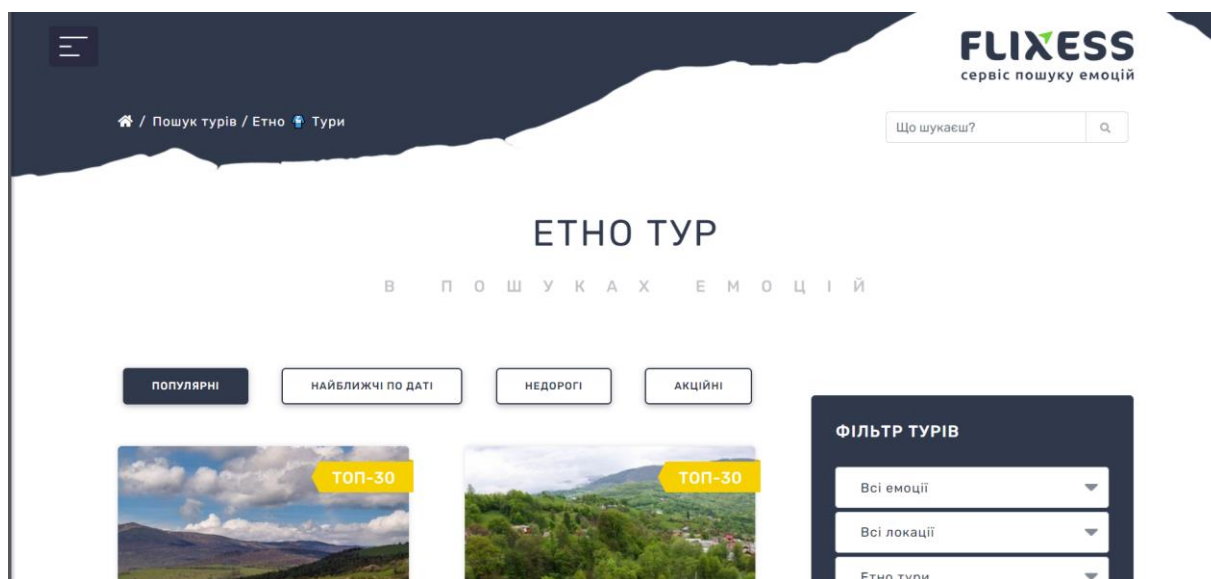 FLIXESS
сервіс пошуку емоцій
/ Пошук турів / Етно Тури
Що шукаєш?
ЕТНО ТУР
В ПОШУКАХ ЕМОЦІЙ
ПОПУЛЯРНІ
НАЙБЛИЖЧІ ПО ДАТІ
НЕДОРОГІ
АКЦІЙНІ
ТОП-30
ТОП-30
ФІЛЬТР ТУРІВ
Всі емоції
Всі локації
Етно тури